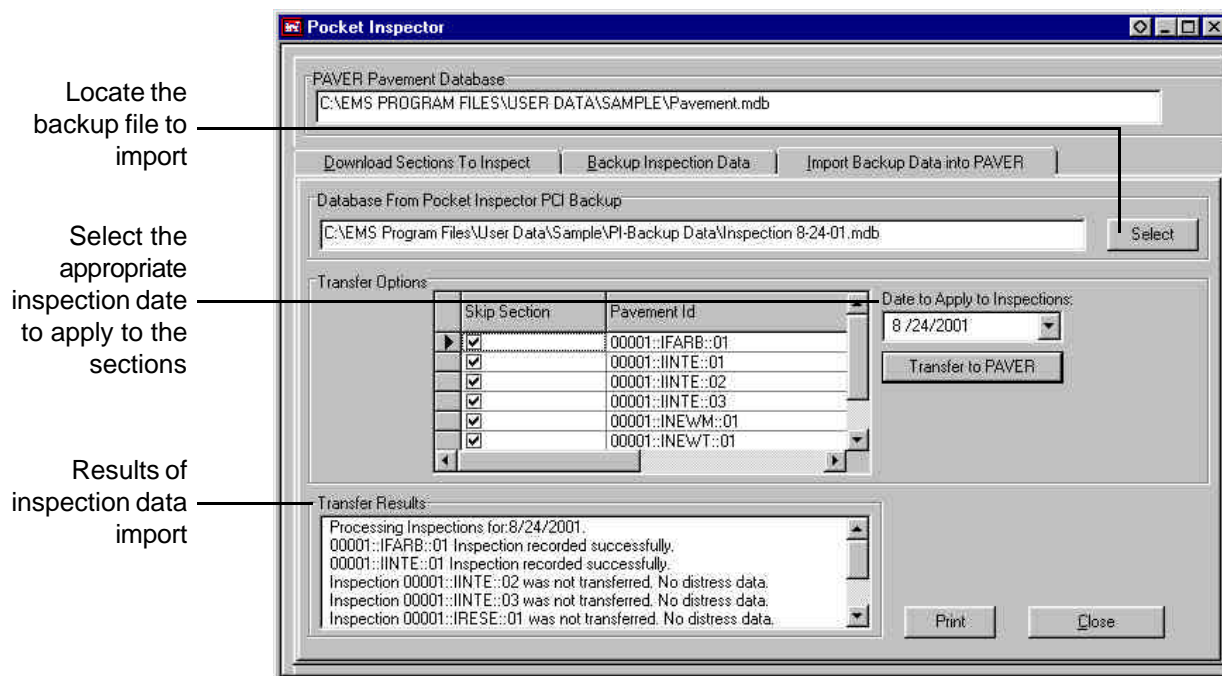 Pocket Inspector
PAVER Pavement Database
C:\EMS PROGRAM FILES\USER DATA\SAMPLE\Pavement.mdb
Locate the
backup file to
import
Download Sections To Inspect
Backup Inspection Data
Import Backup Data into PAVER
Database From Pocket Inspector PCI Backup
C:\EMS Program Files\User Data\Sample\PI-Backup Data\Inspection 8-24-01.mdb
Select
Select the
appropriate
inspection date
to apply to the
sections
Transfer Options
Skip Section
Pavement Id
00001::IFARB::01
00001::IINTE::01
00001::IINTE::02
00001::IINTE::03
00001::INEWM::01
00001::INEWT::01
Date to Apply to Inspections:
8 /24/2001
Transfer to PAVER
Results of
inspection data
import
Transfer Results
Processing Inspections for:8/24/2001.
00001::IFARB::01 Inspection recorded successfully.
00001::IINTE::01 Inspection recorded successfully.
Inspection 00001::IINTE::02 was not transferred. No distress data.
Inspection 00001::IINTE::03 was not transferred. No distress data.
Inspection 00001::IRESE::01 was not transferred. No distress data.
Print
Close